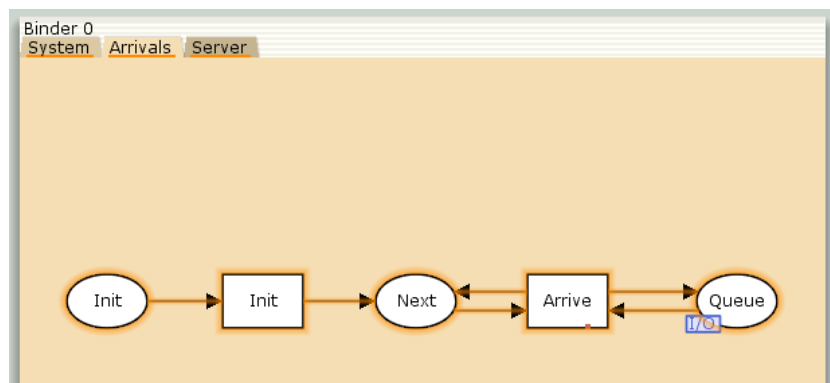 Binder 0
System Arrivals Server
Init Init Next Arrive Queue
I/O